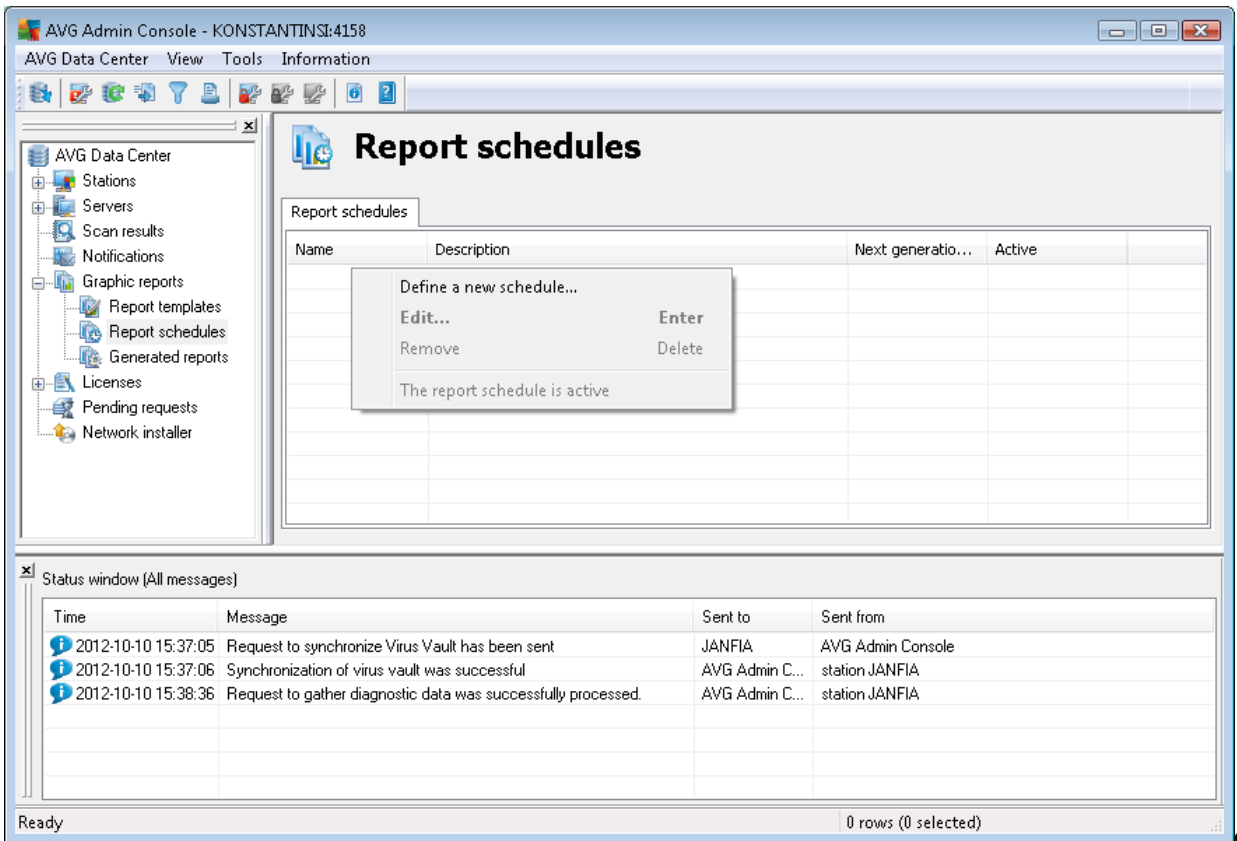 AVG Admin Console - KONSTANTINSI:4158
AVG Data Center View Tools Information
AVG Data Center
Stations
Servers
Scan results
Notifications
Graphic reports
Report templates
Report schedules
Generated reports
Licenses
Pending requests
Network installer
Report schedules
Report schedules
Name Description Next generatio... Active
Define a new schedule...
Edit... Enter
Remove Delete
The report schedule is active
Status window (All messages)
Time Message Sent to Sent from
2012-10-10 15:37:05 Request to synchronize Virus Vault has been sent JANFIA AVG Admin Console
2012-10-10 15:37:06 Synchronization of virus vault was successful AVG Admin C... station JANFIA
2012-10-10 15:38:36 Request to gather diagnostic data was successfully processed. AVG Admin C... station JANFIA
Ready 0 rows (0 selected)